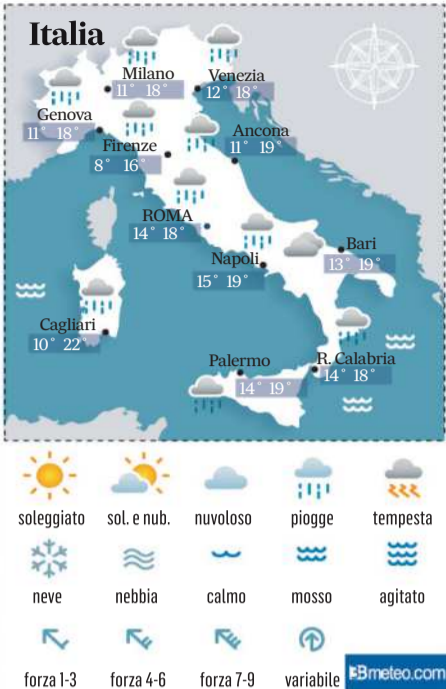 Italia
Milano
11° 18°
Venezia
12° 18°
Genova
11° 18°
Ancona
11° 19°
Firenze
8° 16°
ROMA
14° 18°
Bari
13° 19°
Napoli
15° 19°
Cagliari
10° 22°
Palermo
14° 19°
R. Calabria
14° 18°
soleggiato sol. e nub. nuvoloso piogge tempesta
neve nebbia calmo mosso agitato
forza 1-3 forza 4-6 forza 7-9 variabile
3Bmeteo.com